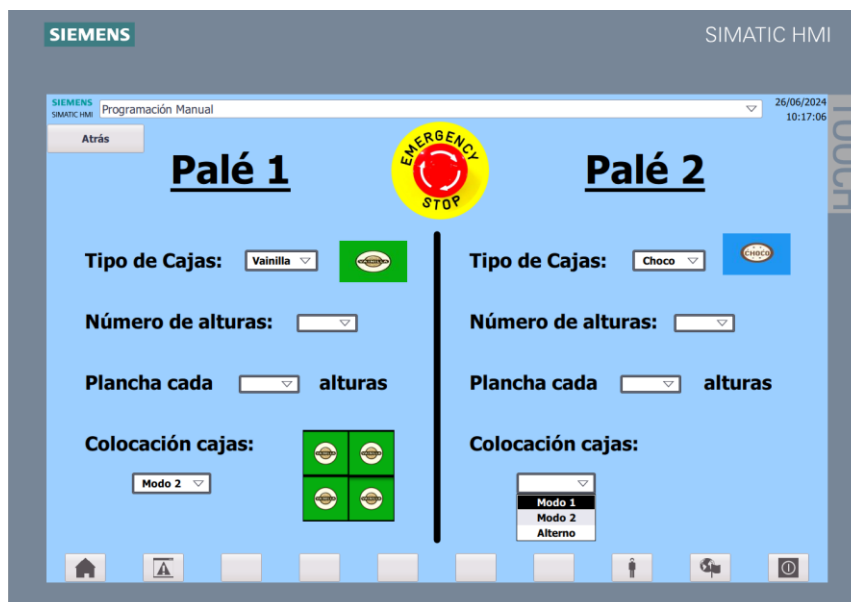 SIEMENS
SIMATIC HMI
TOUCH
SIEMENS
SIMATIC HMI
Programación Manual
26/06/2024
10:17:06
Atrás
EMERGENCY
STOP
Palé 1
Tipo de Cajas: Vainilla
Número de alturas:
Plancha cada alturas
Colocación cajas:
Modo 2
Palé 2
Tipo de Cajas: Choco
CHOCO
Número de alturas:
Plancha cada alturas
Colocación cajas:
Modo 1
Modo 2
Alterno